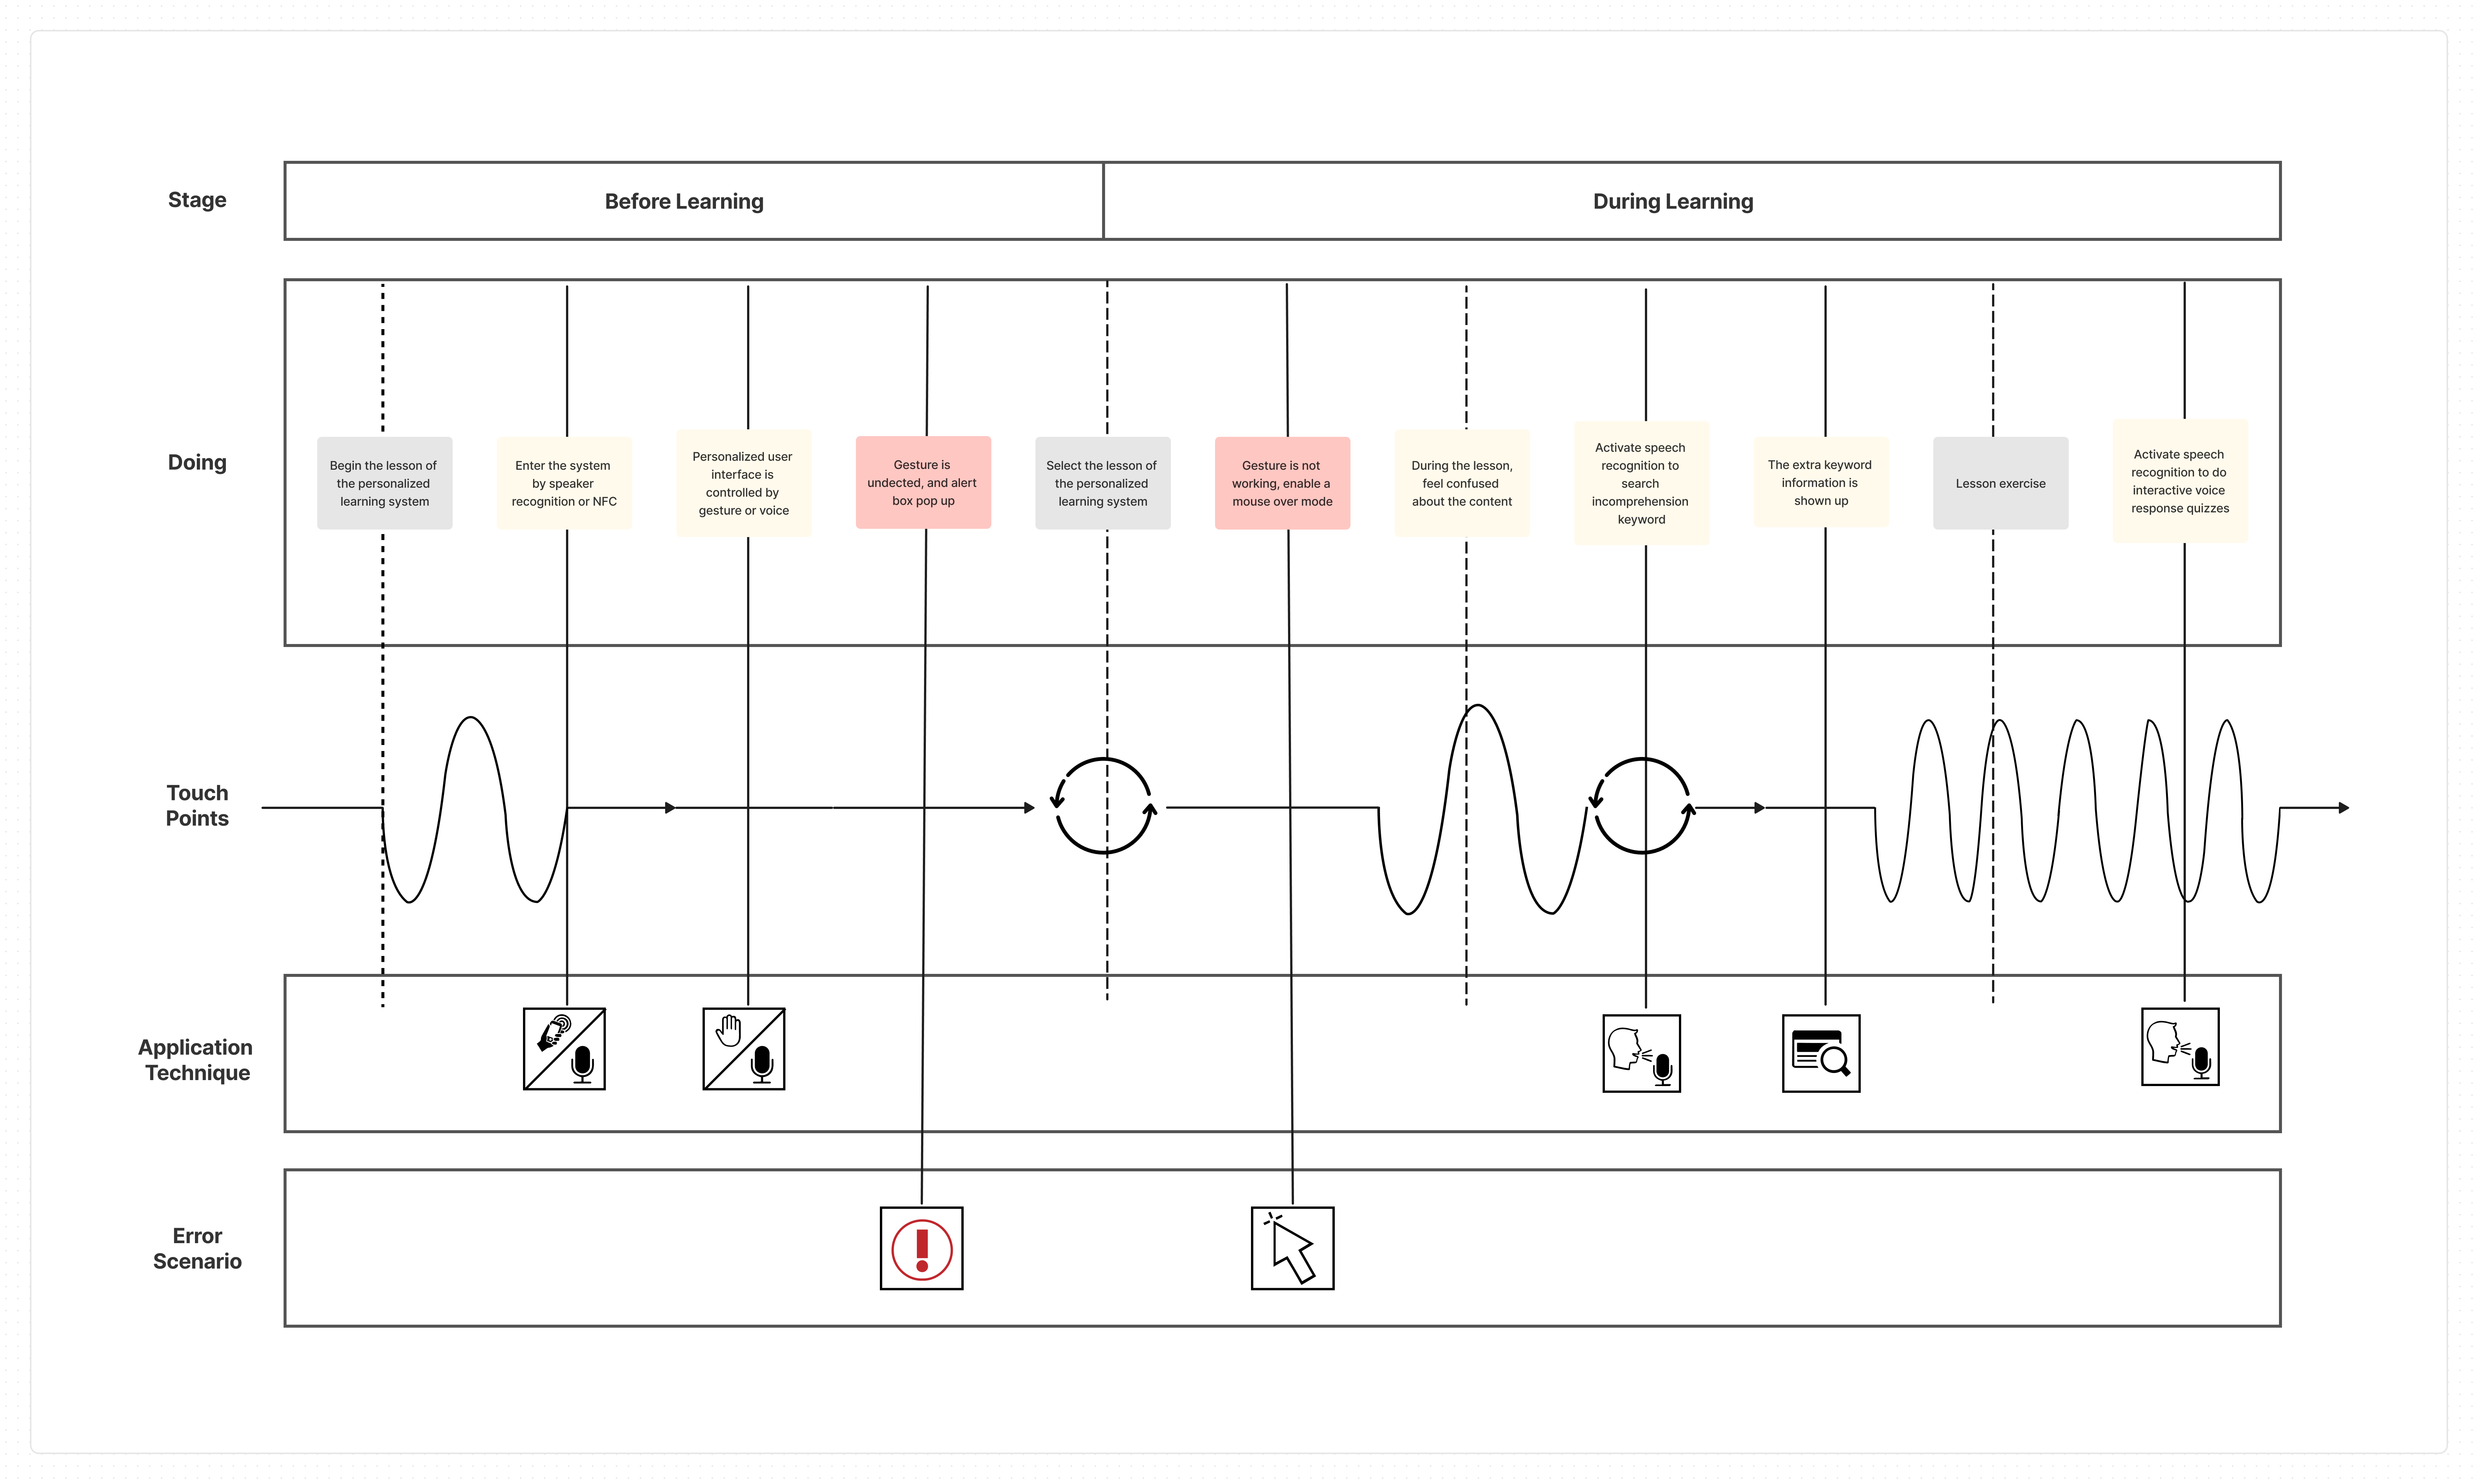 Stage
Before Learning
During Learning
Doing
Begin the lesson of
the personalized
learning system
Enter the system
by speaker
recognition or NFC
Personalized user
interface is
controlled by
gesture or voice
Gesture is
undected, and alert
box pop up
Select the lesson of
the personalized
learning system
Gesture is not
working, enable a
mouse over mode
During the lesson,
feel confused
about the content
Activate speech
recognition to
search
incomprehension
keyword
The extra keyword
information is
shown up
Lesson exercise
Activate speech
recognition to do
interactive voice
response quizzes
Touch
Points
Application
Technique
Error
Scenario